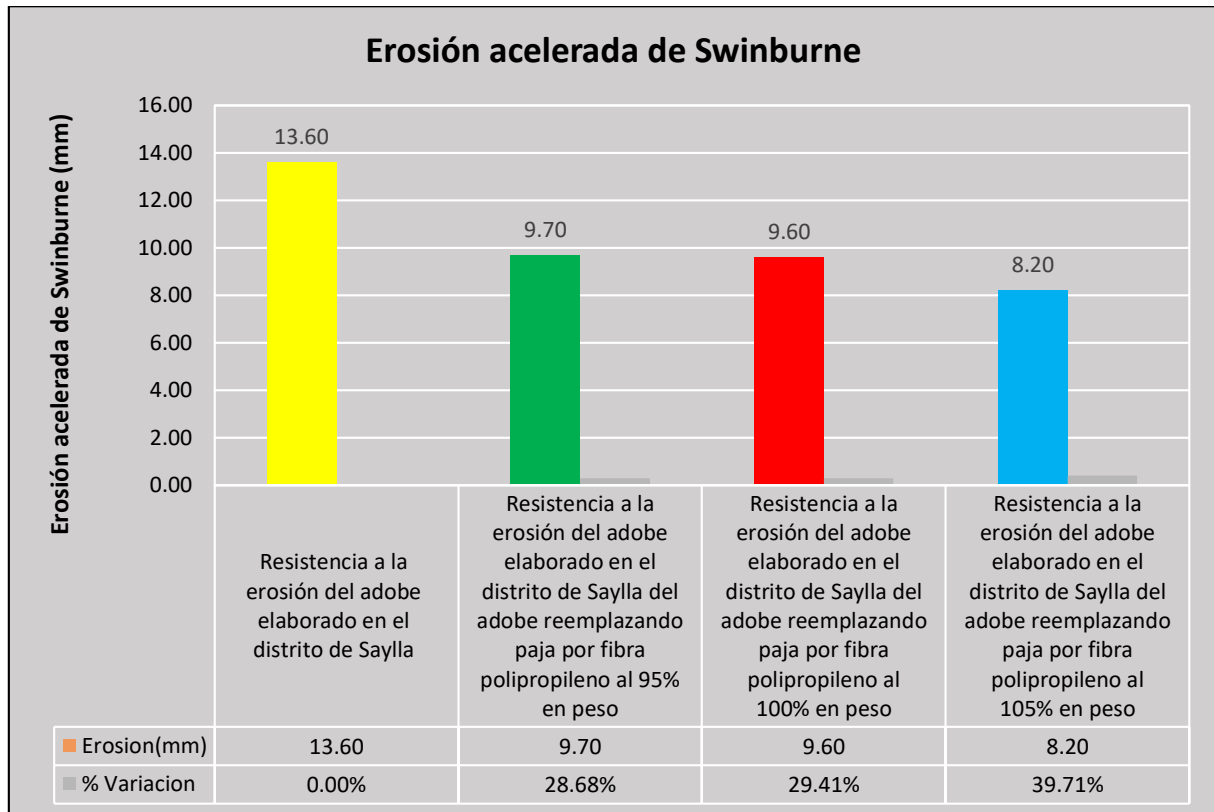 Erosión acelerada de Swinburne
Erosión acelerada de Swinburne (mm)
16.00
14.00
12.00
10.00
8.00
6.00
4.00
2.00
0.00
13.60
9.70
9.60
8.20
Resistencia a la
erosión del adobe
elaborado en el
distrito de Saylla
Resistencia a la
erosión del adobe
elaborado en el
distrito de Saylla del
adobe reemplazando
paja por fibra
polipropileno al 95%
en peso
Resistencia a la
erosión del adobe
elaborado en el
distrito de Saylla del
adobe reemplazando
paja por fibra
polipropileno al
100% en peso
Resistencia a la
erosión del adobe
elaborado en el
distrito de Saylla del
adobe reemplazando
paja por fibra
polipropileno al
105% en peso
Erosion(mm) 13.60 9.70 9.60 8.20
% Variacion 0.00% 28.68% 29.41% 39.71%